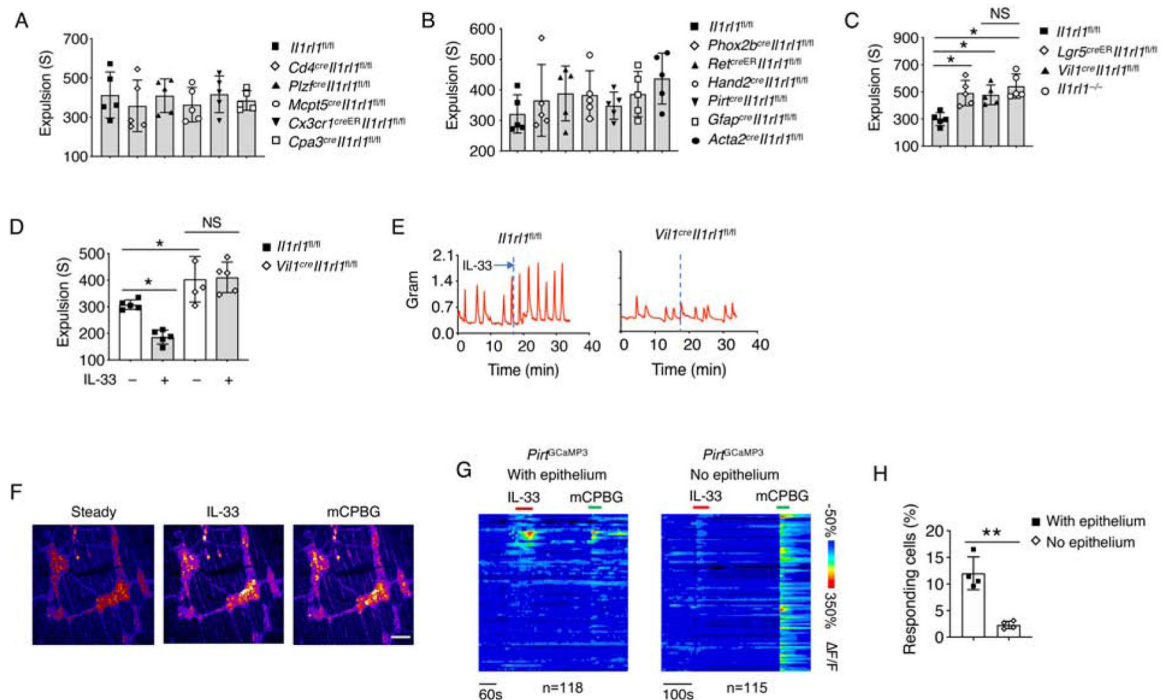 A
Expulsion (S)
700
500
300
100
Il1rl1fl/fl
Cd4creIl1rl1fl/fl
PlzfcreIl1rl1fl/fl
Mcpt5creIl1rl1fl/fl
Cx3cr1creERIl1rl1fl/fl
Cpa3creIl1rl1fl/fl
B
Expulsion (S)
600
500
400
300
200
Il1rl1fl/fl
Phox2bcreIl1rl1fl/fl
RetcreERIl1rl1fl/fl
Hand2creIl1rl1fl/fl
PirtcreIl1rl1fl/fl
GfapcreIl1rl1fl/fl
Acta2creIl1rl1fl/fl
C
Expulsion (S)
900
700
500
300
100
NS
*
*
*
Il1rl1fl/fl
Lgr5creERIl1rl1fl/fl
Vil1creIl1rl1fl/fl
Il1rl1–/–
D
Expulsion (S)
400
300
200
100
NS
*
*
IL-33 – + – +
Il1rl1fl/fl
Vil1creIl1rl1fl/fl
E
Il1rl1fl/fl
Vil1creIl1rl1fl/fl
IL-33
Gram
2.1
1.4
0.7
0.0
0 10 20 30 40
0 20 40
Time (min)
Time (min)
F
Steady
IL-33
mCPBG
G
PirtGCaMP3
With epithelium
IL-33 mCPBG
60s
n=118
PirtGCaMP3
No epithelium
IL-33 mCPBG
100s
n=115
-50%
350%
ΔF/F
H
Responding cells (%)
20
15
10
5
0
**
With epithelium
No epithelium